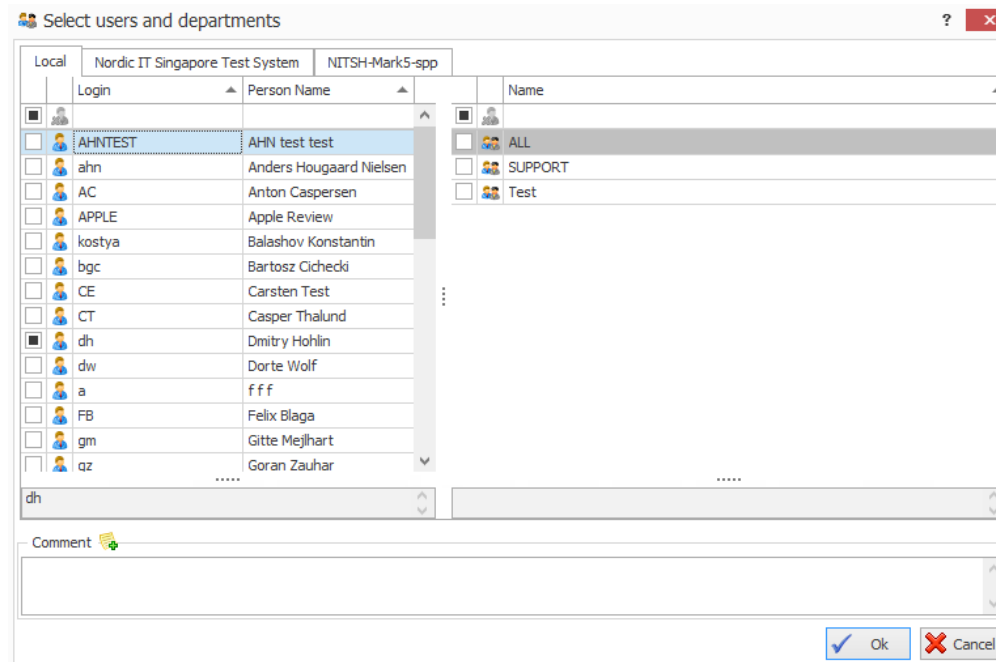 Select users and departments ?
Local Nordic IT Singapore Test System NITSH-Mark5-spp
Login Person Name Name
AHNTEST AHN test test ALL
ahn Anders Hougaard Nielsen SUPPORT
AC Anton Caspersen Test
APPLE Apple Review
kostya Balashov Konstantin
bgc Bartosz Cichecki
CE Carsten Test
CT Casper Thalund
dh Dmitry Hohlin
dw Dorte Wolf
a f f f
FB Felix Blaga
gm Gitte Mejlhart
gz Goran Zauhar
dh
Comment
Ok Cancel